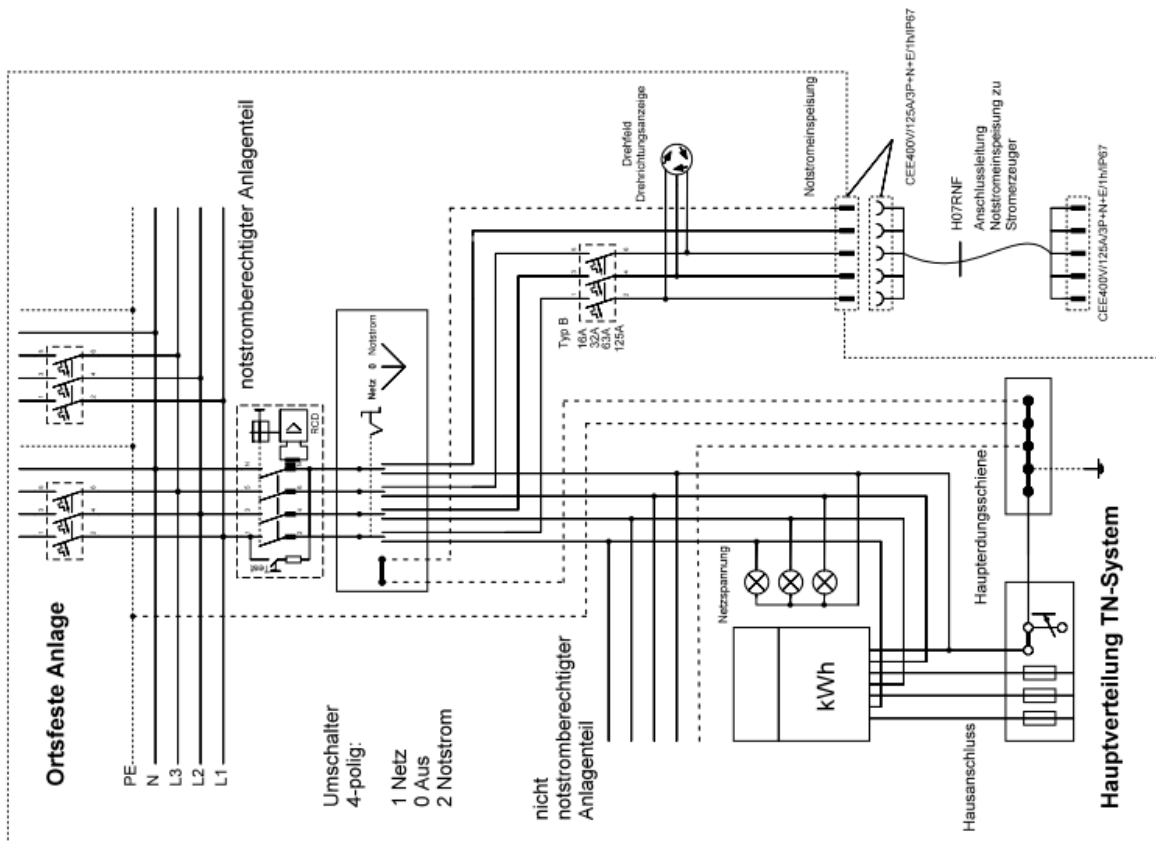 Ortsfeste Anlage
PE
N
L3
L2
L1
notstromberechtigter Anlagenteil
RCD
Test
Umschalter
4-polig:
1 Netz
0 Aus
2 Notstrom
Netz 0 Notstrom
Typ B
16A
32A
63A
125A
Drehfeld
Drehrichtungsanzeige
Notstromeinspeisung
CEE400V/125A/3P+N+E/1h/IP67
H07RNF
Anschlussleitung
Notstromeinspeisung zu
Stromerzeuger
CEE400V/125A/3P+N+E/1h/IP67
nicht
notstromberechtigter
Anlagenteil
Netzspannung
kWh
Haupterdungsschiene
Hausanschluss
Hauptverteilung TN-System